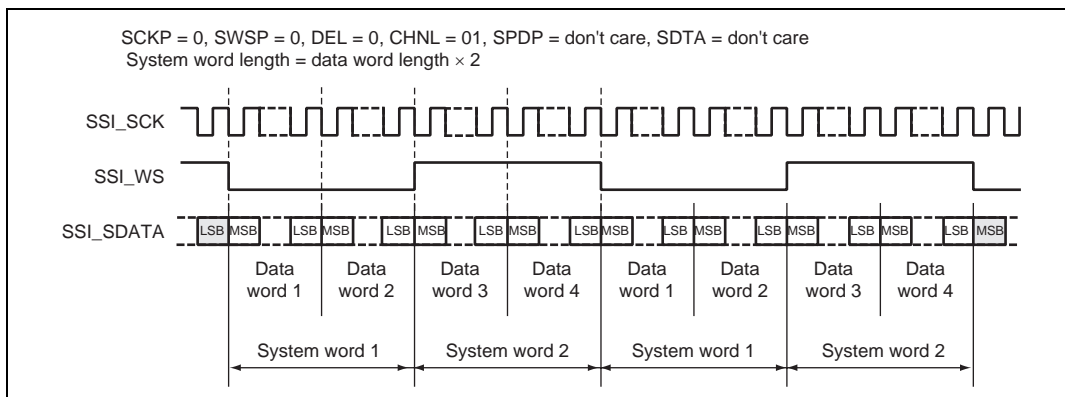 SCKP = 0, SWSP = 0, DEL = 0, CHNL = 01, SPDP = don't care, SDTA = don't care
System word length = data word length × 2
SSI_SCK
SSI_WS
SSI_SDATA
LSB MSB LSB MSB LSB MSB LSB MSB LSB MSB LSB MSB LSB MSB LSB MSB LSB MSB
Data word 1 Data word 2 Data word 3 Data word 4 Data word 1 Data word 2 Data word 3 Data word 4
System word 1 System word 2 System word 1 System word 2